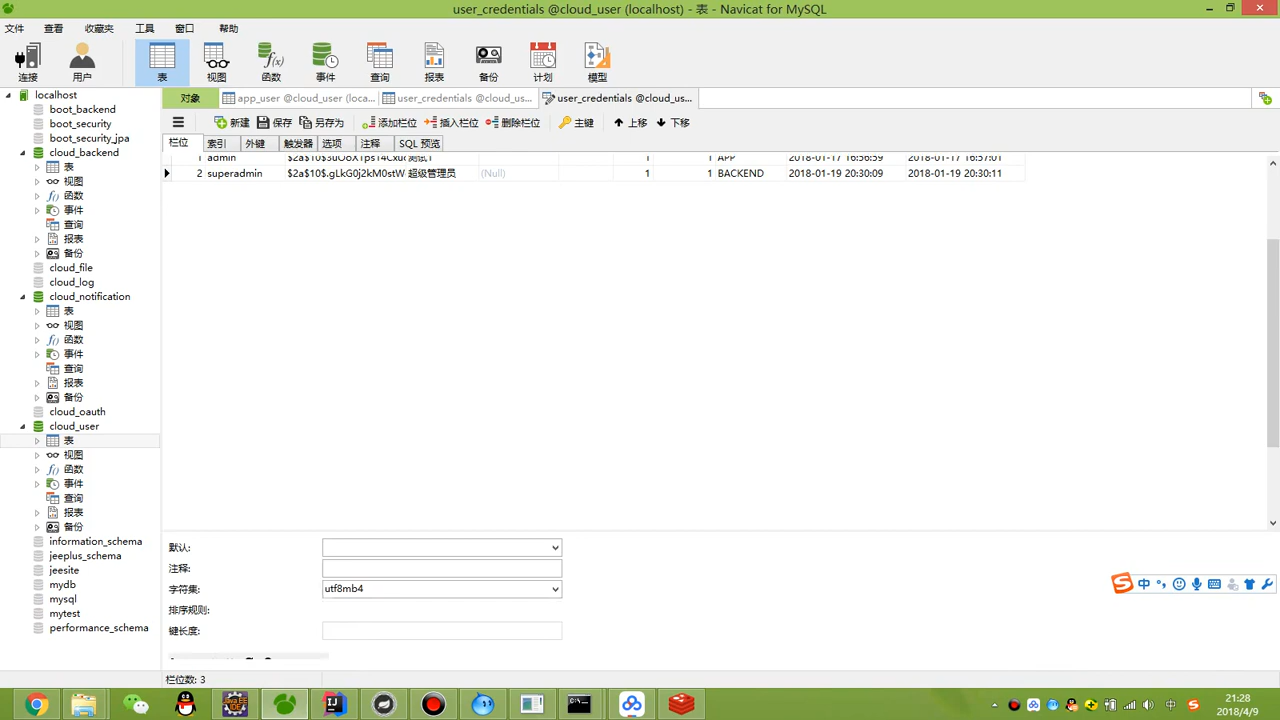 user_credentials @cloud_user (localhost) - 表 - Navicat for MySQL
文件 查看 收藏夹 工具 窗口 帮助
连接 用户 表 视图 函数 事件 查询 报表 备份 计划 模型
localhost
boot_backend
boot_security
boot_security_jpa
cloud_backend
表
视图
函数
事件
查询
报表
备份
cloud_file
cloud_log
cloud_notification
表
视图
函数
事件
查询
报表
备份
cloud_oauth
cloud_user
表
视图
函数
事件
查询
报表
备份
information_schema
jeeplus_schema
jeesite
mydb
mysql
mytest
performance_schema
对象 app_user @cloud_user (loca... user_credentials @cloud_us... user_credentials @cloud_us...
新建 保存 另存为 添加栏位 插入栏位 删除栏位 主键 上移 下移
栏位 索引 外键 触发器 选项 注释 SQL 预览
1 admin 测试1 1 1 APP 2018-01-17 16:56:59 2018-01-17 16:57:01
2 superadmin $2a$10$.gLkG0j2kM0stW 超级管理员 (Null) 1 1 BACKEND 2018-01-19 20:30:09 2018-01-19 20:30:11
默认:
注释:
字符集: utf8mb4
排序规则:
键长度:
栏位数: 3
中
中
21:28
2018/4/9